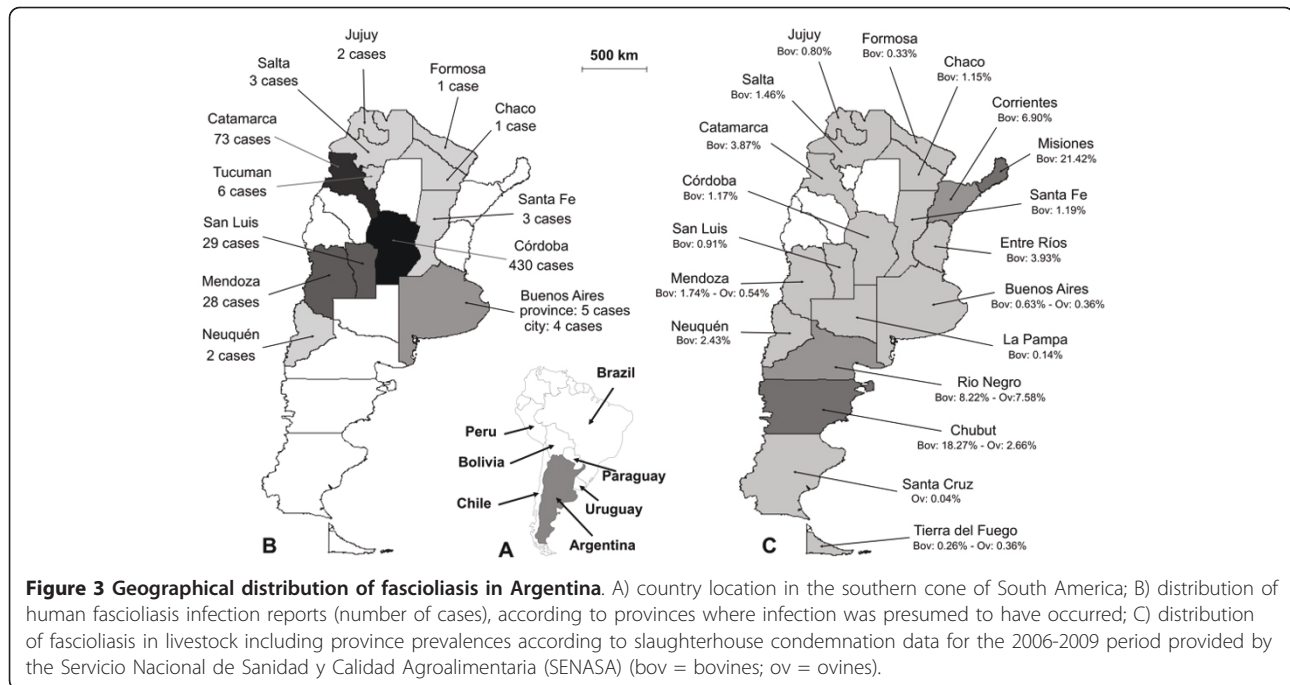 Jujuy
2 cases
Salta
3 cases
Formosa
1 case
Catamarca
73 cases
Chaco
1 case
Tucuman
6 cases
Santa Fe
3 cases
San Luis
29 cases
Córdoba
430 cases
Mendoza
28 cases
Buenos Aires
province: 5 cases
city: 4 cases
Neuquén
2 cases
B
500 km
Brazil
Peru
Bolivia
Paraguay
Chile
Uruguay
Argentina
A
Jujuy
Bov: 0.80%
Formosa
Bov: 0.33%
Salta
Bov: 1.46%
Chaco
Bov: 1.15%
Corrientes
Bov: 6.90%
Catamarca
Bov: 3.87%
Misiones
Bov: 21.42%
Córdoba
Bov: 1.17%
Santa Fe
Bov: 1.19%
San Luis
Bov: 0.91%
Entre Ríos
Bov: 3.93%
Mendoza
Bov: 1.74% - Ov: 0.54%
Buenos Aires
Bov: 0.63% - Ov: 0.36%
Neuquén
Bov: 2.43%
La Pampa
Bov: 0.14%
Rio Negro
Bov: 8.22% - Ov:7.58%
Chubut
Bov: 18.27% - Ov: 2.66%
Santa Cruz
Ov: 0.04%
Tierra del Fuego
Bov: 0.26% - Ov: 0.36%
C
Figure 3 Geographical distribution of fascioliasis in Argentina. A) country location in the southern cone of South America; B) distribution of
human fascioliasis infection reports (number of cases), according to provinces where infection was presumed to have occurred; C) distribution
of fascioliasis in livestock including province prevalences according to slaughterhouse condemnation data for the 2006-2009 period provided by
the Servicio Nacional de Sanidad y Calidad Agroalimentaria (SENASA) (bov = bovines; ov = ovines).